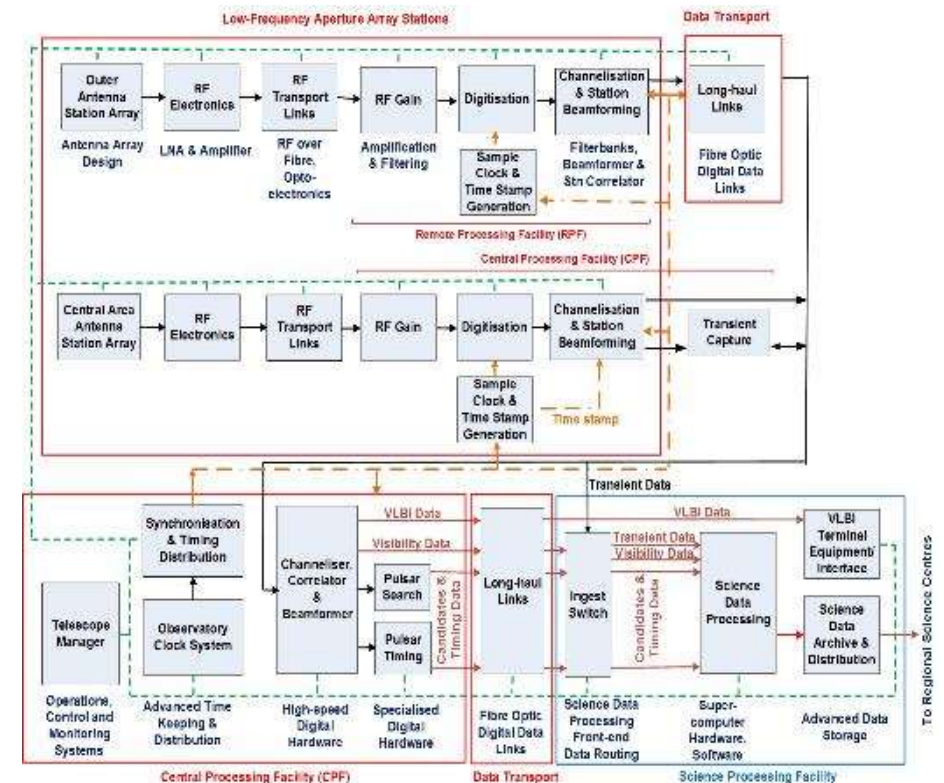 Low-Frequency Aperture Array Stations
Data Transport
Outer
Antenna
Station Array
RF
Electronics
RF
Transport
Links
RF Gain
Digitisation
Channelisation
& Station
Beamforming
Long-haul
Links
Antenna Array
Design
LNA & Amplifier
RF over
Fibre,
Opto-
electronics
Amplification
& Filtering
Sample
Clock &
Time Stamp
Generation
Filterbanks,
Beamformer &
Stn Correlator
Fibre Optic
Digital Data
Links
Remote Processing Facility (RPF)
Central Processing Facility (CPF)
Central Area
Antenna
Station Array
RF
Electronics
RF
Transport
Links
RF Gain
Digitisation
Channelisation
& Station
Beamforming
Transient
Capture
Sample
Clock &
Time Stamp
Generation
Time stamp
Transient Data
Synchronisation
& Timing
Distribution
VLBI Data
VLBI Data
VLBI
Terminal
Equipment/
Interface
Visibility Data
Transient Data
Visibility Data
Channeliser,
Correlator
&
Beamformer
Pulsar
Search
Candidates &
Timing Data
Long-haul
Links
Ingest
Switch
Candidates &
Timing Data
Science
Data
Processing
Telescope
Manager
Observatory
Clock System
Pulsar
Timing
Science
Data
Archive &
Distribution
To Regional Science Centres
Operations,
Control and
Monitoring
Systems
Advanced Time
Keeping &
Distribution
High-speed
Digital
Hardware
Specialised
Digital
Hardware
Fibre Optic
Digital Data
Links
Science Data
Processing
Front-end
Data Routing
Super-
computer
Hardware,
Software
Advanced Data
Storage
Central Processing Facility (CPF)
Data Transport
Science Processing Facility